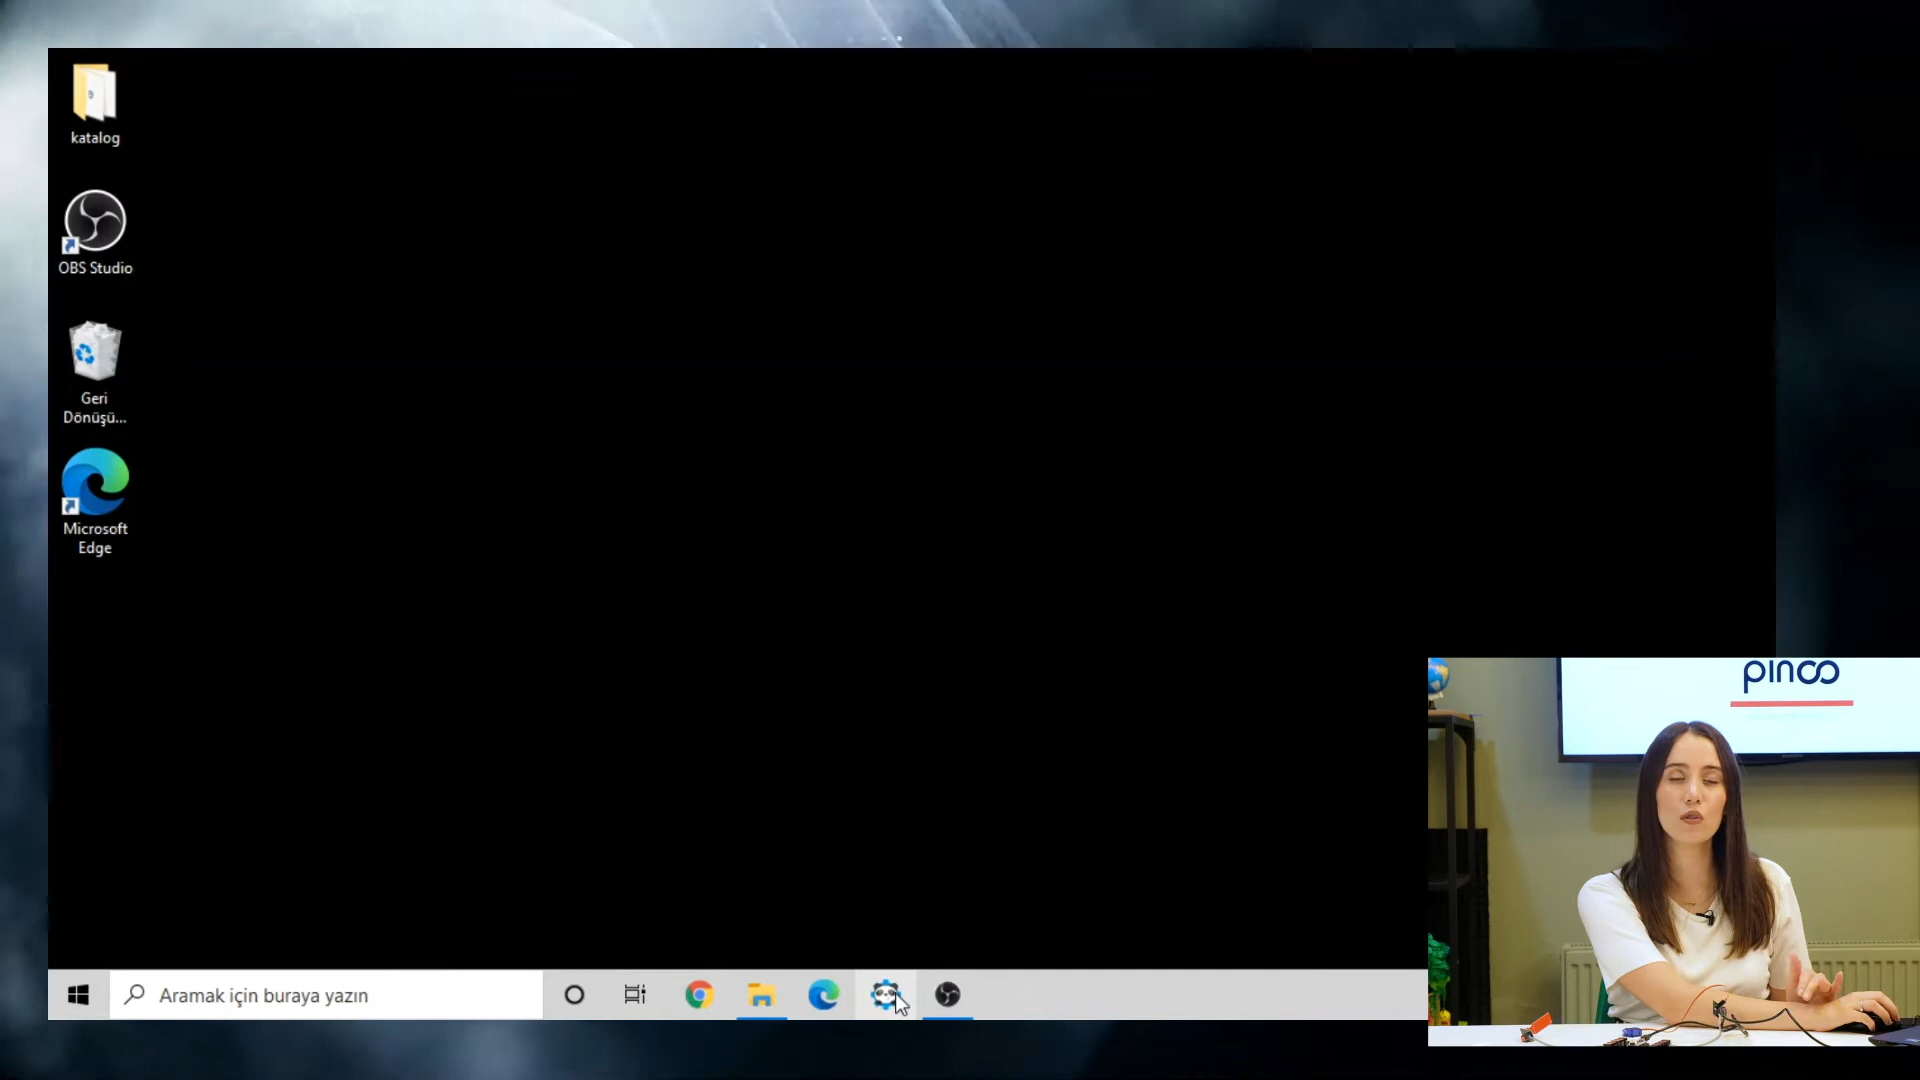 katalog
OBS Studio
Geri
Dönüşü...
Microsoft
Edge
Aramak için buraya yazın
pinoo